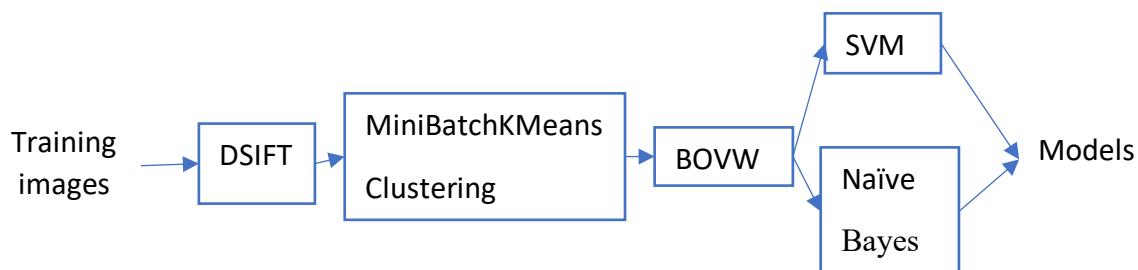 Training
images
DSIFT
MiniBatchKMeans
Clustering
BOVW
SVM
Naïve
Bayes
Models